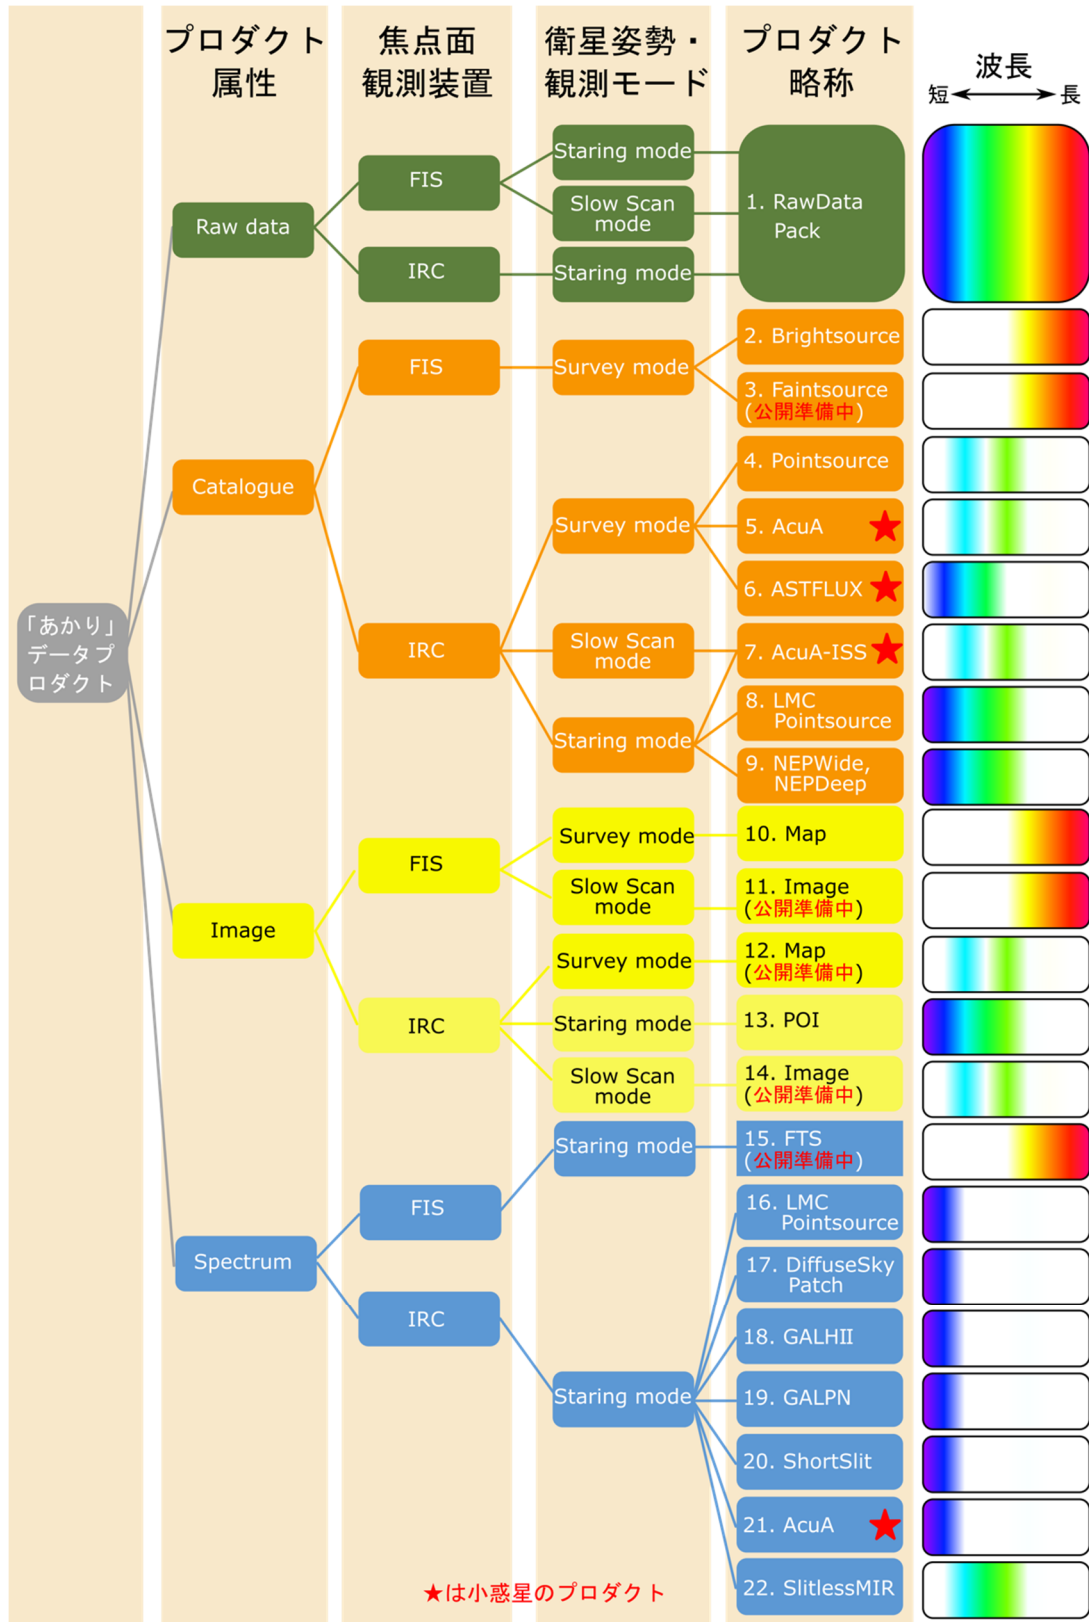 プロダクト
属性
焦点面
観測装置
衛星姿勢・
観測モード
プロダクト
略称
波長
短
長
「あかり」
データプ
ロダクト
Raw data
FIS
Staring mode
Slow Scan
mode
IRC
Staring mode
1. RawData
Pack
Catalogue
FIS
Survey mode
2. Brightsource
3. Faintsource
(公開準備中)
IRC
Survey mode
4. Pointsource
5. AcuA ★
6. ASTFLUX ★
Slow Scan
mode
7. AcuA-ISS ★
Staring mode
8. LMC
Pointsource
9. NEPWide,
NEPDeep
Image
FIS
Survey mode
10. Map
Slow Scan
mode
11. Image
(公開準備中)
IRC
Survey mode
12. Map
(公開準備中)
Staring mode
13. POI
Slow Scan
mode
14. Image
(公開準備中)
Spectrum
FIS
Staring mode
15. FTS
(公開準備中)
IRC
Staring mode
16. LMC
Pointsource
17. DiffuseSky
Patch
18. GALHII
19. GALPN
20. ShortSlit
21. AcuA ★
22. SlitlessMIR
★は小惑星のプロダクト